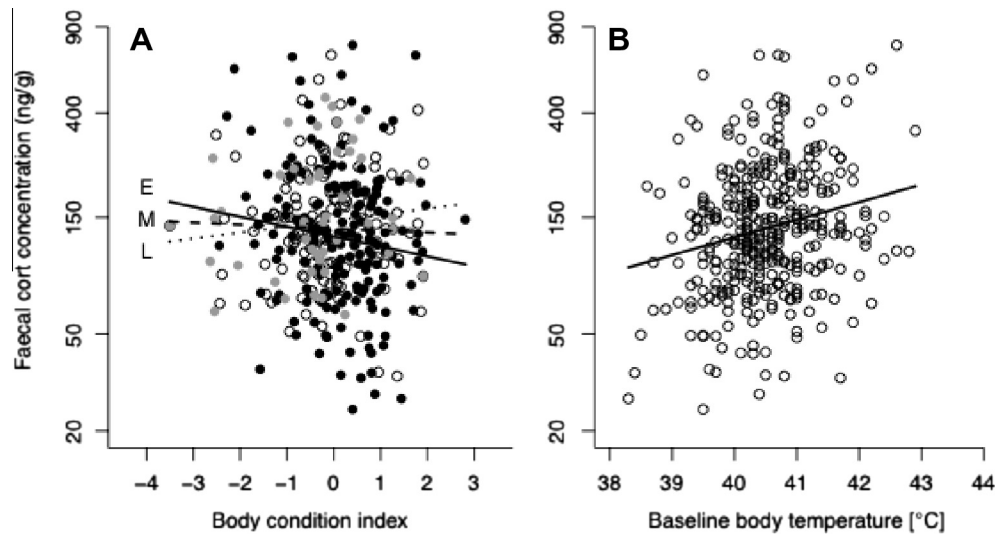 A
B
Faecal cort concentration (ng/g)
900
400
150
50
20
E
M
L
−4 −3 −2 −1 0 1 2 3
Body condition index
900
400
150
50
20
38 39 40 41 42 43 44
Baseline body temperature [°C]